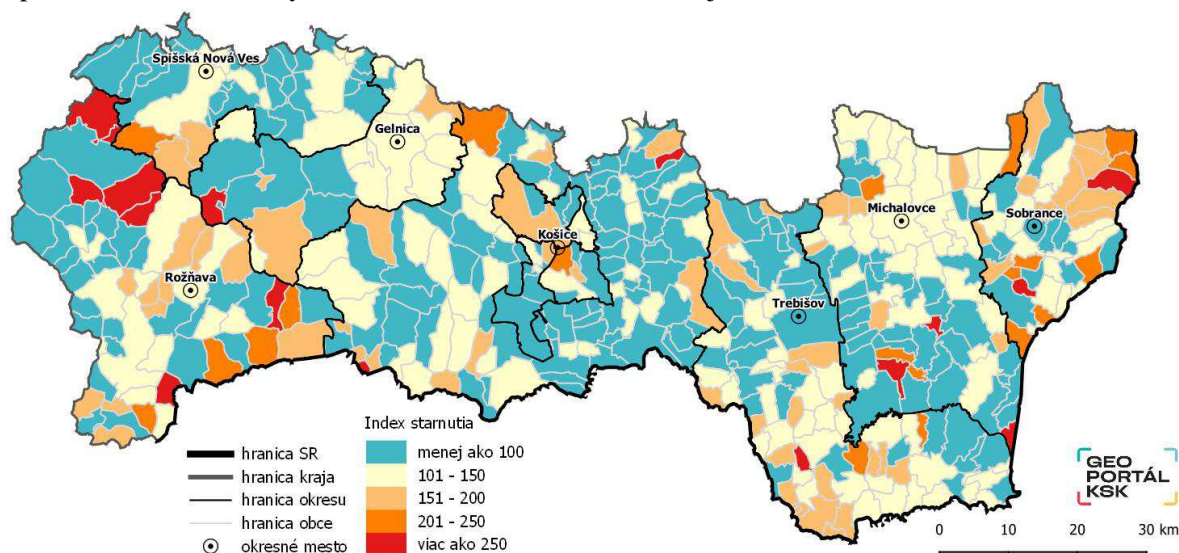 Spišská Nová Ves
Gelnica
Košice
Michalovce
Sobrance
Rožňava
Trebišov
Index starnutia
hranica SR
hranica kraja
hranica okresu
hranica obce
okresné mesto
menej ako 100
101 - 150
151 - 200
201 - 250
viac ako 250
GEO
PORTÁL
KSK
0 10 20 30 km